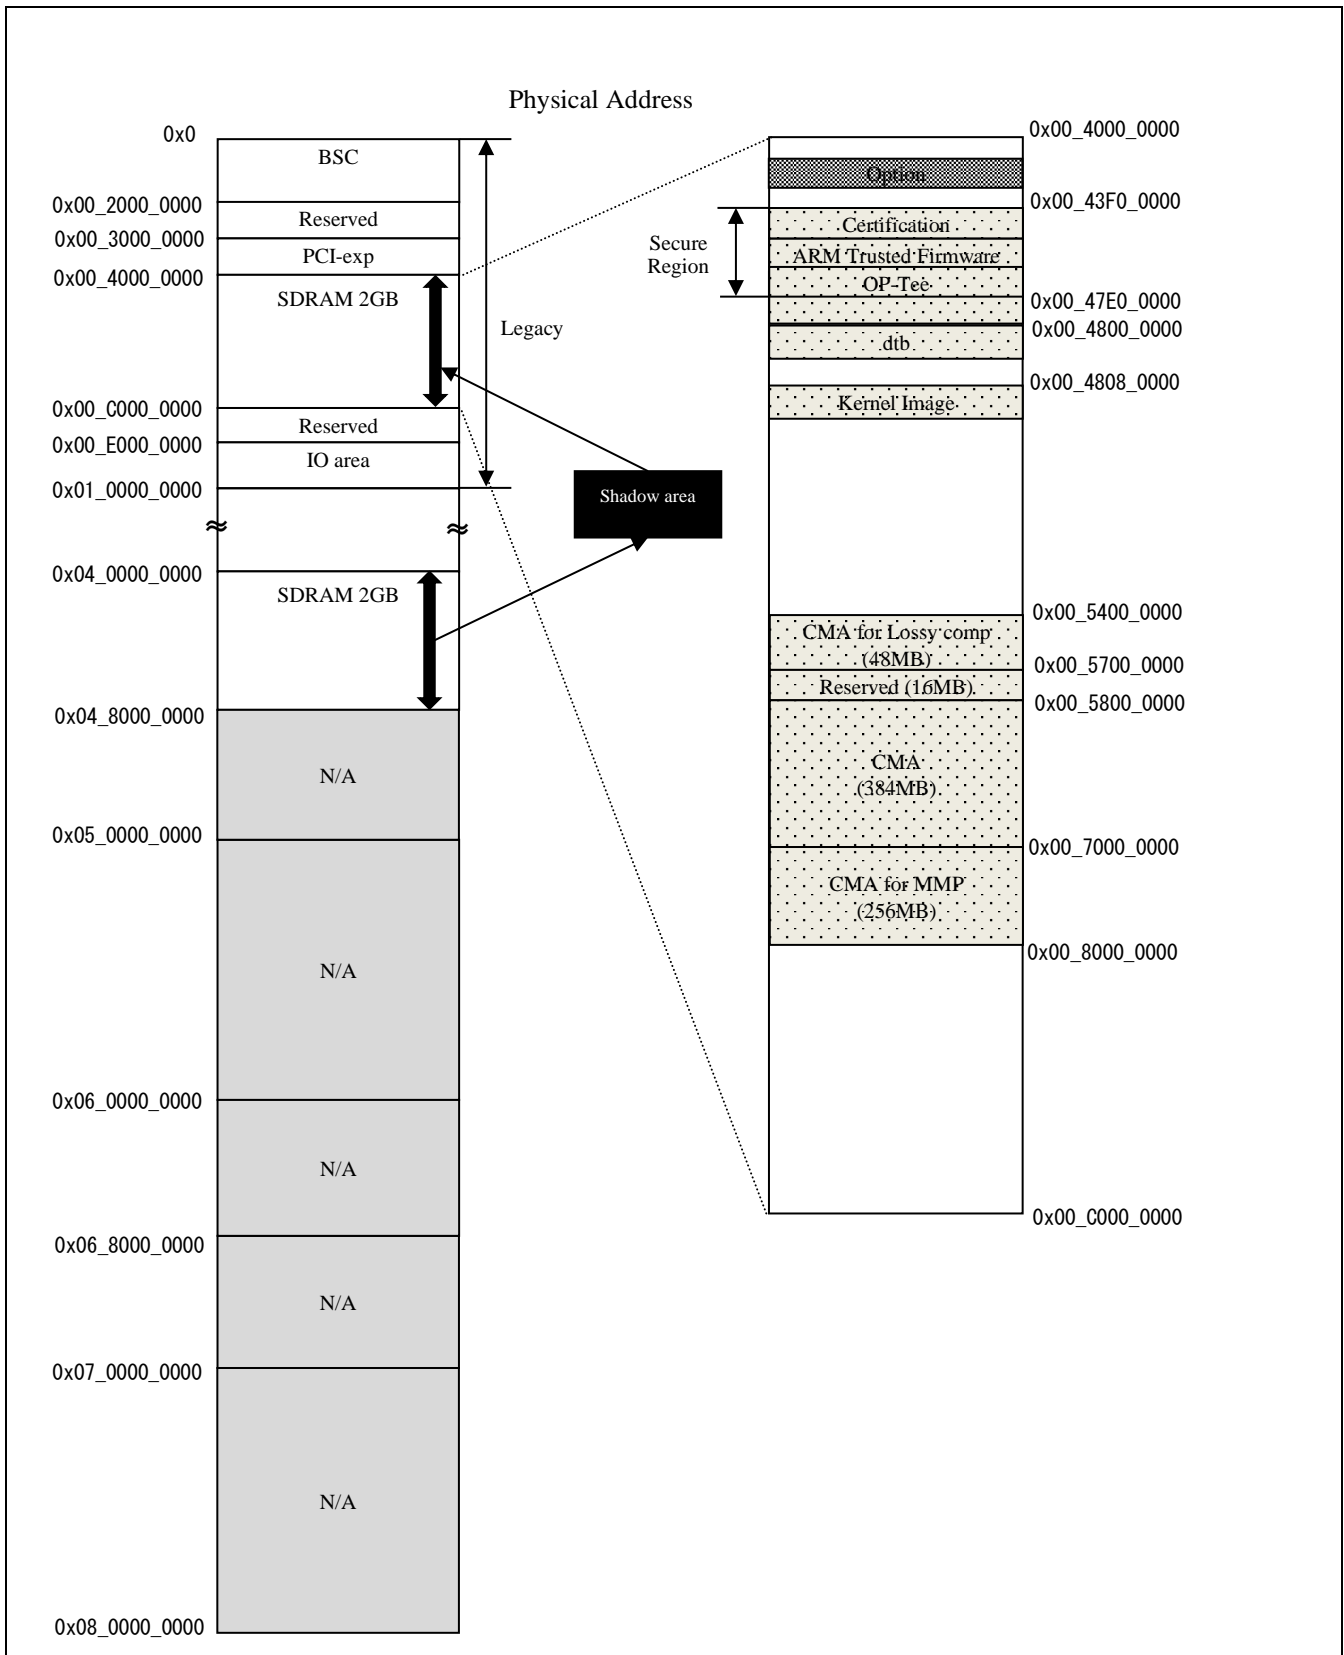 Physical Address
0x0
BSC
0x00_2000_0000
Reserved
0x00_3000_0000
PCI-exp
0x00_4000_0000
SDRAM 2GB
Legacy
0x00_C000_0000
Reserved
0x00_E000_0000
IO area
0x01_0000_0000
≈
≈
0x04_0000_0000
SDRAM 2GB
0x04_8000_0000
N/A
0x05_0000_0000
N/A
0x06_0000_0000
N/A
0x06_8000_0000
N/A
0x07_0000_0000
N/A
0x08_0000_0000
Shadow area
0x00_4000_0000
Option
0x00_43F0_0000
Secure
Region
Certification
ARM Trusted Firmware
OP-Tee
0x00_47E0_0000
0x00_4800_0000
dtb
0x00_4808_0000
Kernel Image
0x00_5400_0000
CMA for Lossy comp
(48MB)
0x00_5700_0000
Reserved (16MB)
0x00_5800_0000
CMA
(384MB)
0x00_7000_0000
CMA for MMP
(256MB)
0x00_8000_0000
0x00_C000_0000